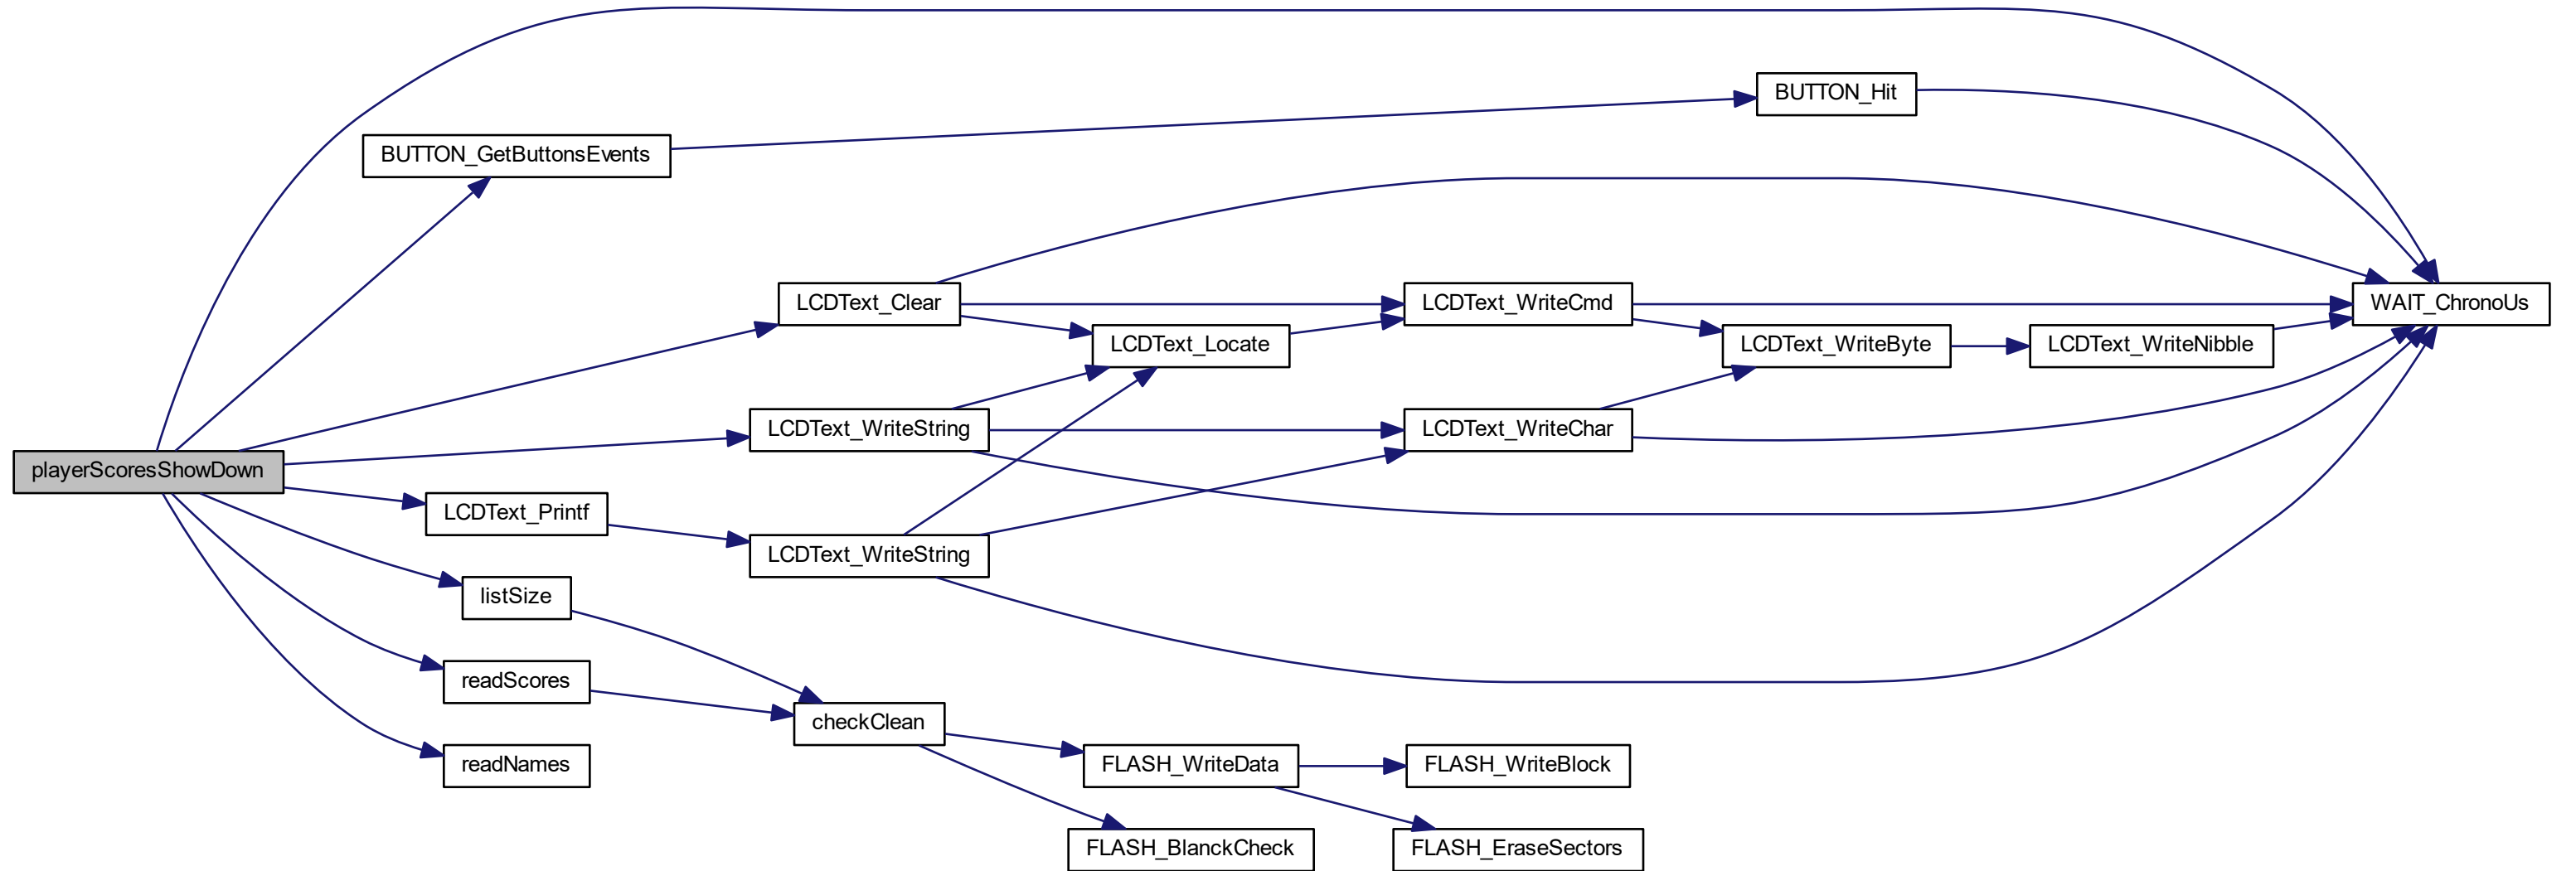 BUTTON_Hit
BUTTON_GetButtonsEvents
LCDText_Clear
LCDText_WriteCmd
WAIT_ChronoUs
LCDText_Locate
LCDText_WriteByte
LCDText_WriteNibble
LCDText_WriteString
LCDText_WriteChar
playerScoresShowDown
LCDText_Printf
LCDText_WriteString
listSize
readScores
checkClean
readNames
FLASH_WriteData
FLASH_WriteBlock
FLASH_BlanckCheck
FLASH_EraseSectors